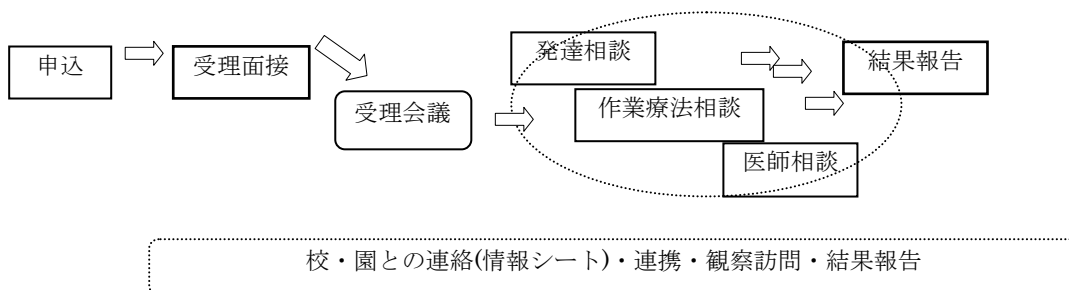 申込
受理面接
受理会議
発達相談
作業療法相談
医師相談
結果報告
校・園との連絡(情報シート)・連携・観察訪問・結果報告